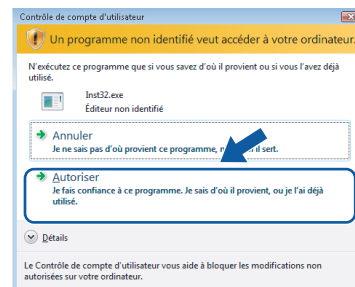 Contrôle de compte d'utilisateur
Un programme non identifié veut accéder à votre ordinateur.
N'exécutez ce programme que si vous savez d'où il provient ou si vous l'avez déjà
utilisé.
Inst32.exe
Éditeur non identifié
Annuler
Je ne sais pas d'où provient ce programme, il sert.
Autoriser
Je fais confiance à ce programme. Je sais d'où il provient, ou je l'ai déjà
utilisé.
Détails
Le Contrôle de compte d'utilisateur vous aide à bloquer les modifications non
autorisées sur votre ordinateur.